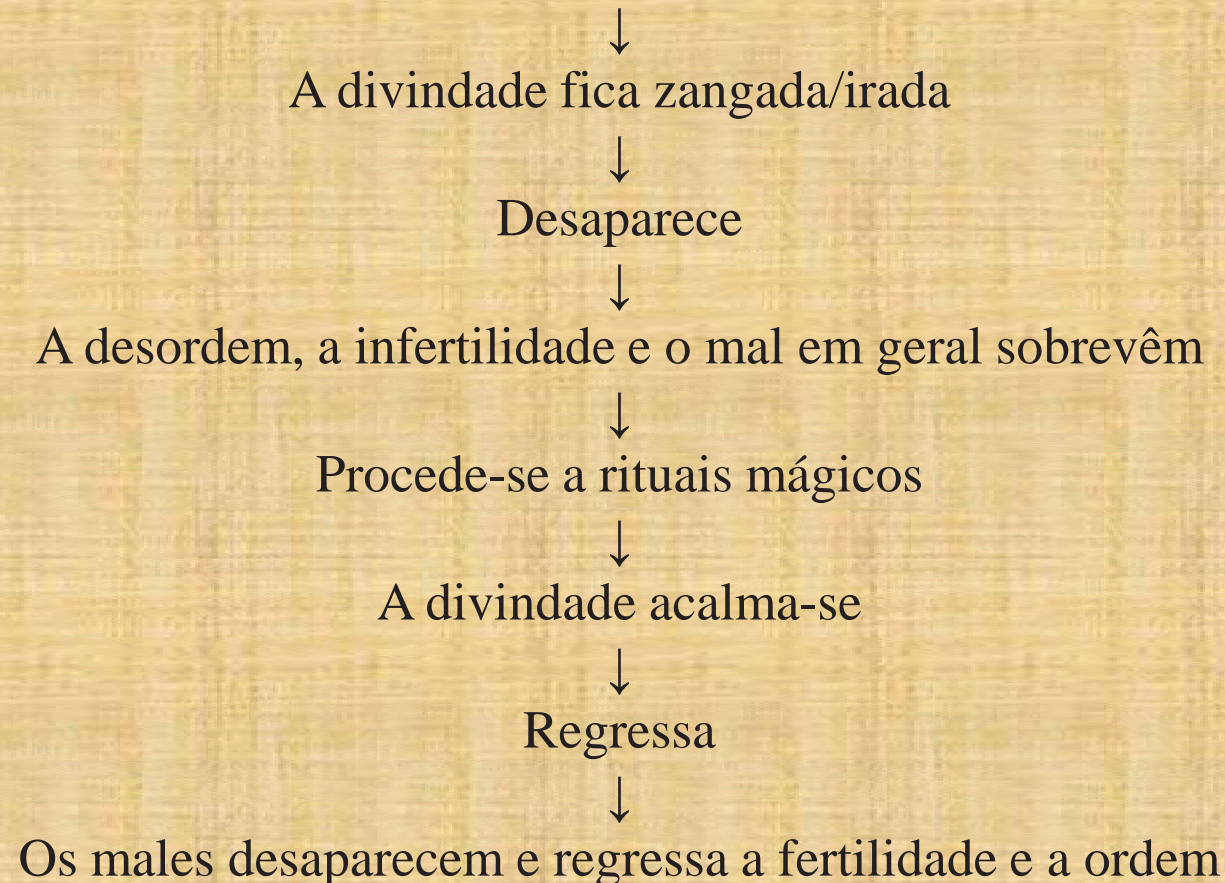 ↓
A divindade fica zangada/irada
↓
Desaparece
↓
A desordem, a infertilidade e o mal em geral sobrevêm
↓
Procede-se a rituais mágicos
↓
A divindade acalma-se
↓
Regressa
↓
Os males desaparecem e regressa a fertilidade e a ordem